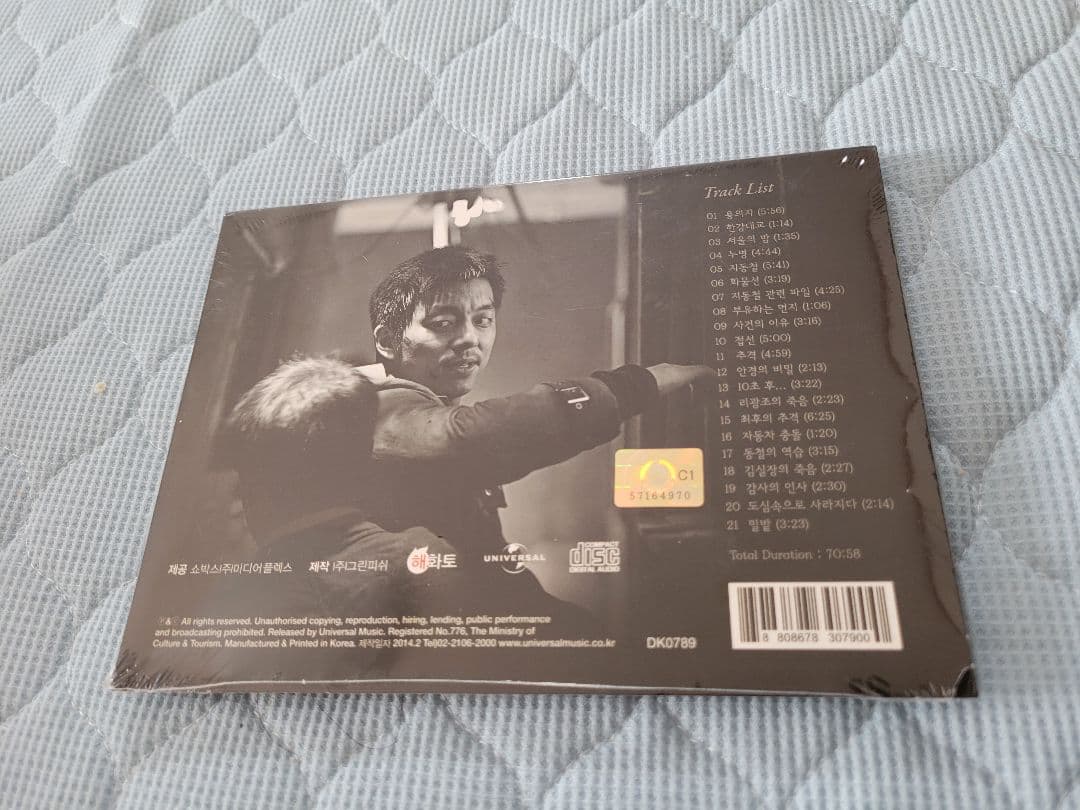 Track List
01 용의자 (5:56)
02 한강대교 (1:14)
03 서울의 밤 (1:35)
04 누명 (4:44)
05 지동철 (5:41)
06 화물선 (3:19)
07 지동철 관련 파일 (4:25)
08 부유하는 먼지 (1:06)
09 사건의 이유 (3:16)
10 접선 (5:00)
11 추격 (4:59)
12 안경의 비밀 (2:13)
13 10초 후... (3:22)
14 리광조의 죽음 (2:23)
15 최후의 추격 (6:25)
16 자동차 충돌 (1:20)
17 동철의 역습 (3:15)
18 김실장의 죽음 (2:27)
19 감사의 인사 (2:30)
20 도심속으로 사라지다 (2:14)
21 밀밭 (3:23)
Total Duration : 70:58
C1
57164970
제공 쇼박스㈜미디어플렉스 제작 ㈜그린피쉬 해화토 UNIVERSAL COMPACT disc DIGITAL AUDIO
Ⓟ&© All rights reserved. Unauthorised copying, reproduction, hiring, lending, public performance
and broadcasting prohibited. Released by Universal Music. Registered No.776, The Ministry of
Culture & Tourism. Manufactured & Printed in Korea. 제작일자 2014.2 Tel)02-2106-2000 www.universalmusic.co.kr
DK0789
8 808678 307900